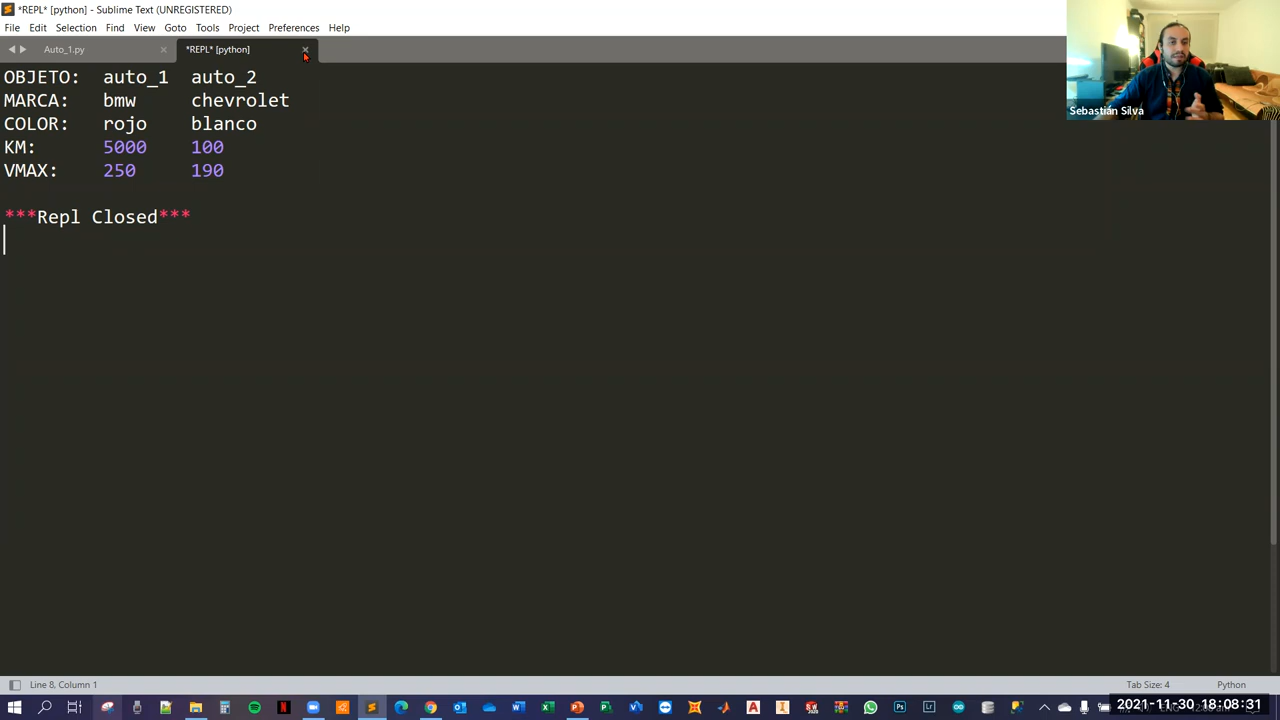 *REPL* [python] - Sublime Text (UNREGISTERED)
File Edit Selection Find View Goto Tools Project Preferences Help
Auto_1.py *REPL* [python]
OBJETO: auto_1 auto_2
MARCA: bmw chevrolet
COLOR: rojo blanco
KM: 5000 100
VMAX: 250 190
***Repl Closed***
Sebastián Silva
Line 8, Column 1 Tab Size: 4 Python
2021-11-30 18:08:31